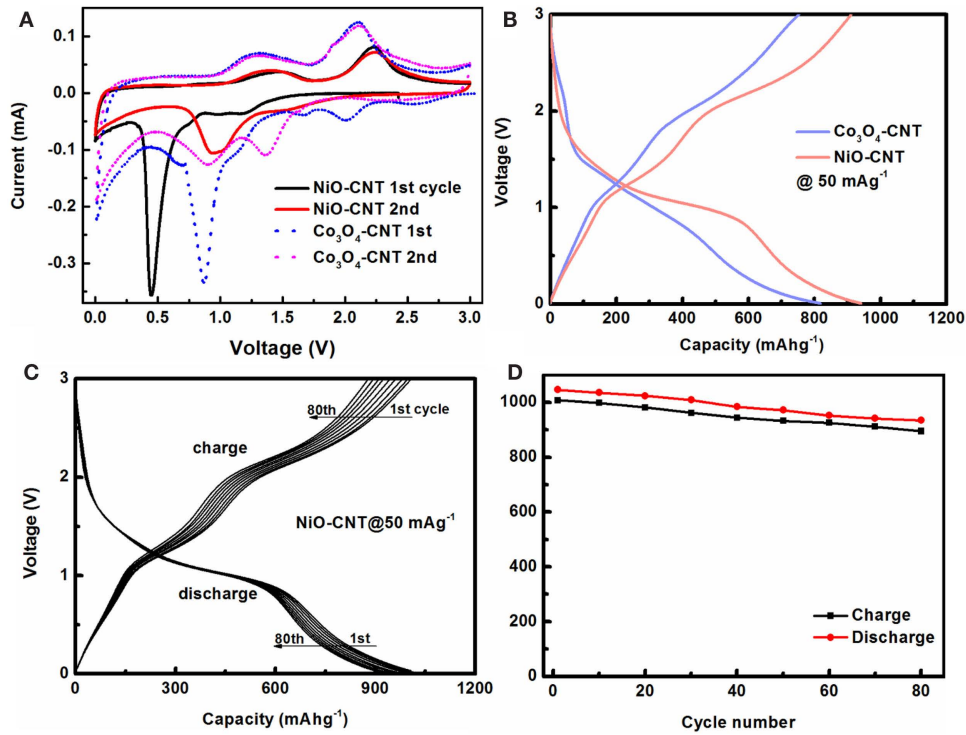 A
0.1
0.0
-0.1
-0.2
-0.3
Current (mA)
NiO-CNT 1st cycle
NiO-CNT 2nd
Co₃O₄-CNT 1st
Co₃O₄-CNT 2nd
0.0 0.5 1.0 1.5 2.0 2.5 3.0
Voltage (V)
B
3
2
1
0
Voltage (V)
Co₃O₄-CNT
NiO-CNT
@ 50 mAg⁻¹
0 200 400 600 800 1000 1200
Capacity (mAhg⁻¹)
C
3
2
1
0
Voltage (V)
80th 1st cycle
charge
NiO-CNT@50 mAg⁻¹
discharge
80th 1st
0 300 600 900 1200
Capacity (mAhg⁻¹)
D
1000
800
600
400
200
0
Charge
Discharge
0 20 40 60 80
Cycle number